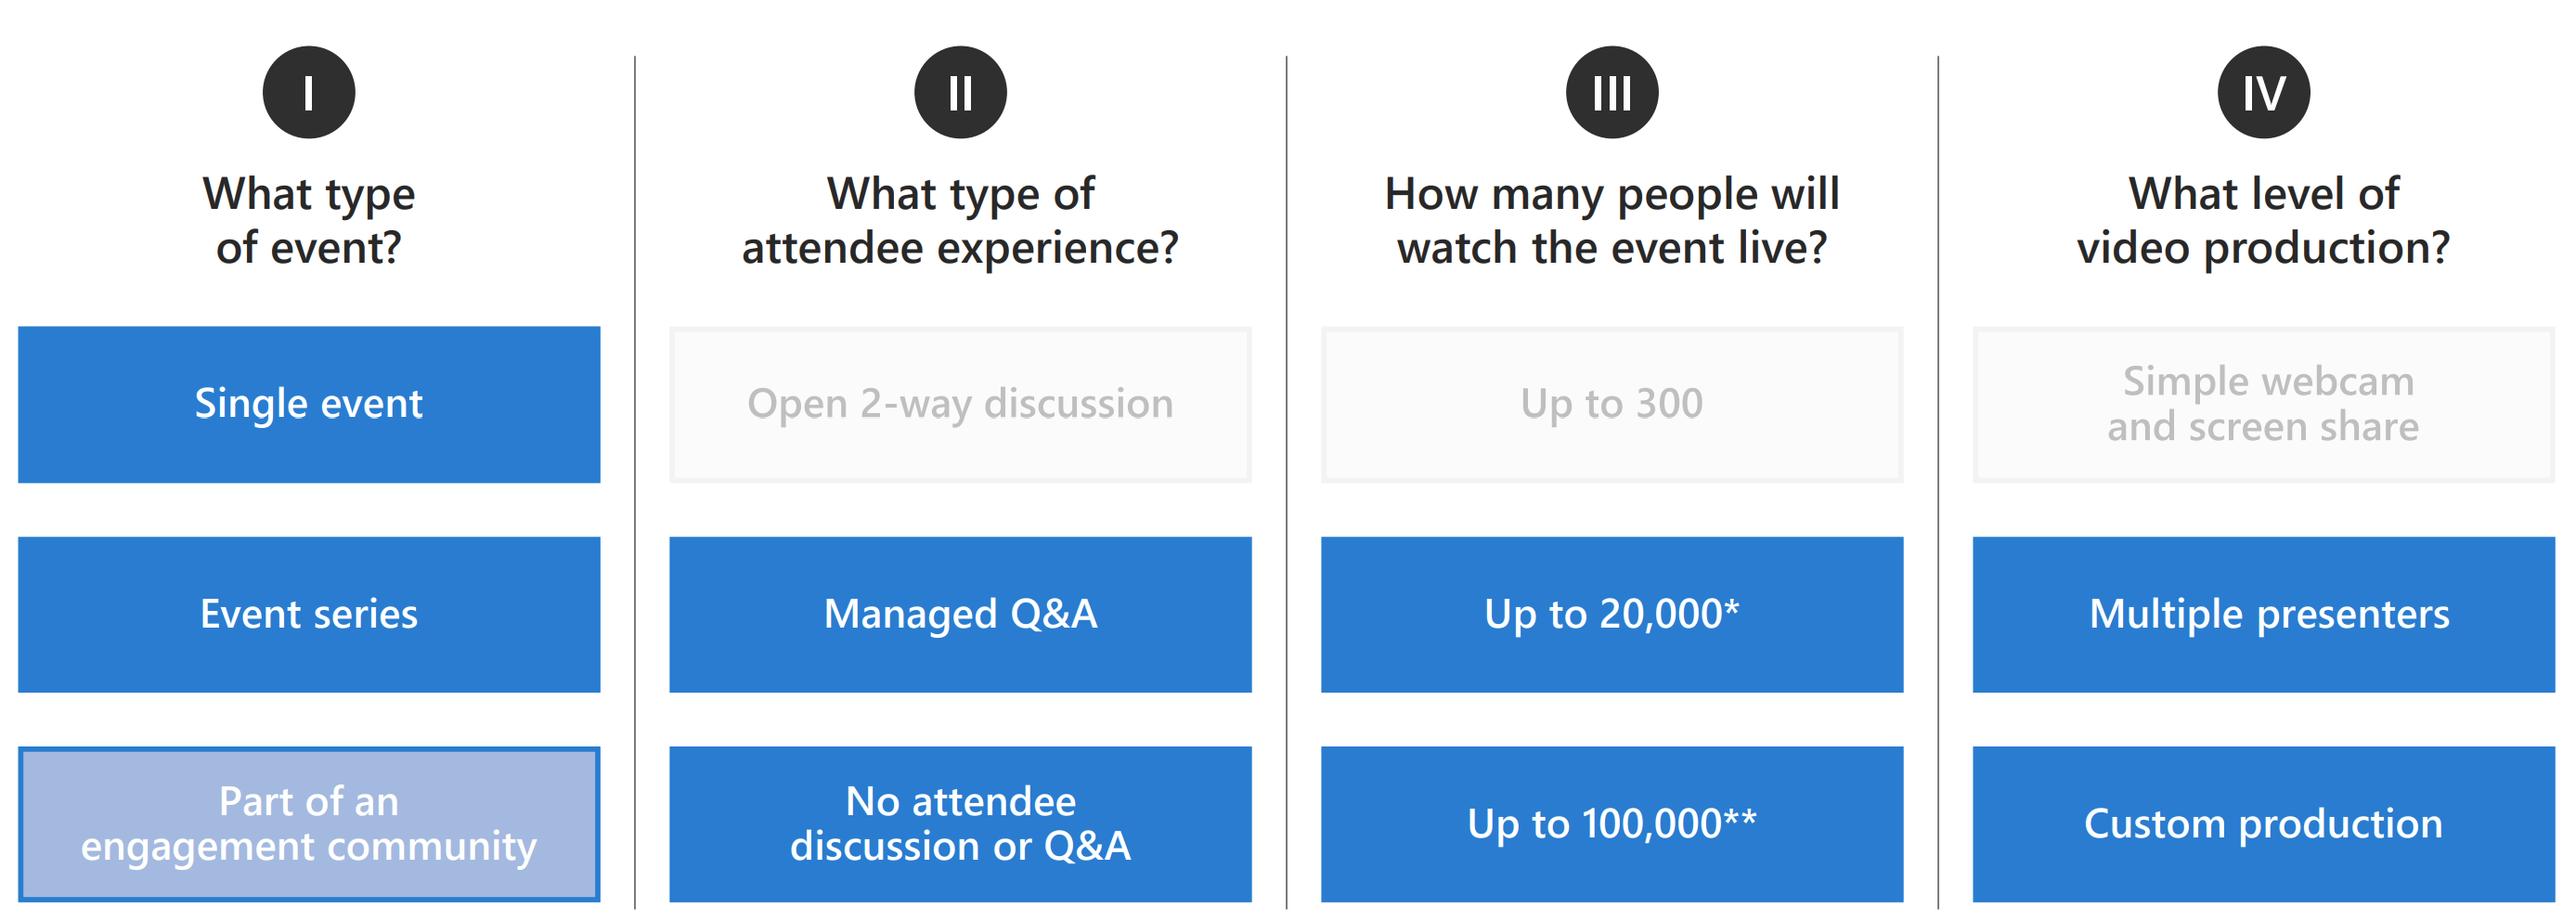 I
What type
of event?
Single event
Event series
Part of an
engagement community
II
What type of
attendee experience?
Open 2-way discussion
Managed Q&A
No attendee
discussion or Q&A
III
How many people will
watch the event live?
Up to 300
Up to 20,000*
Up to 100,000**
IV
What level of
video production?
Simple webcam
and screen share
Multiple presenters
Custom production